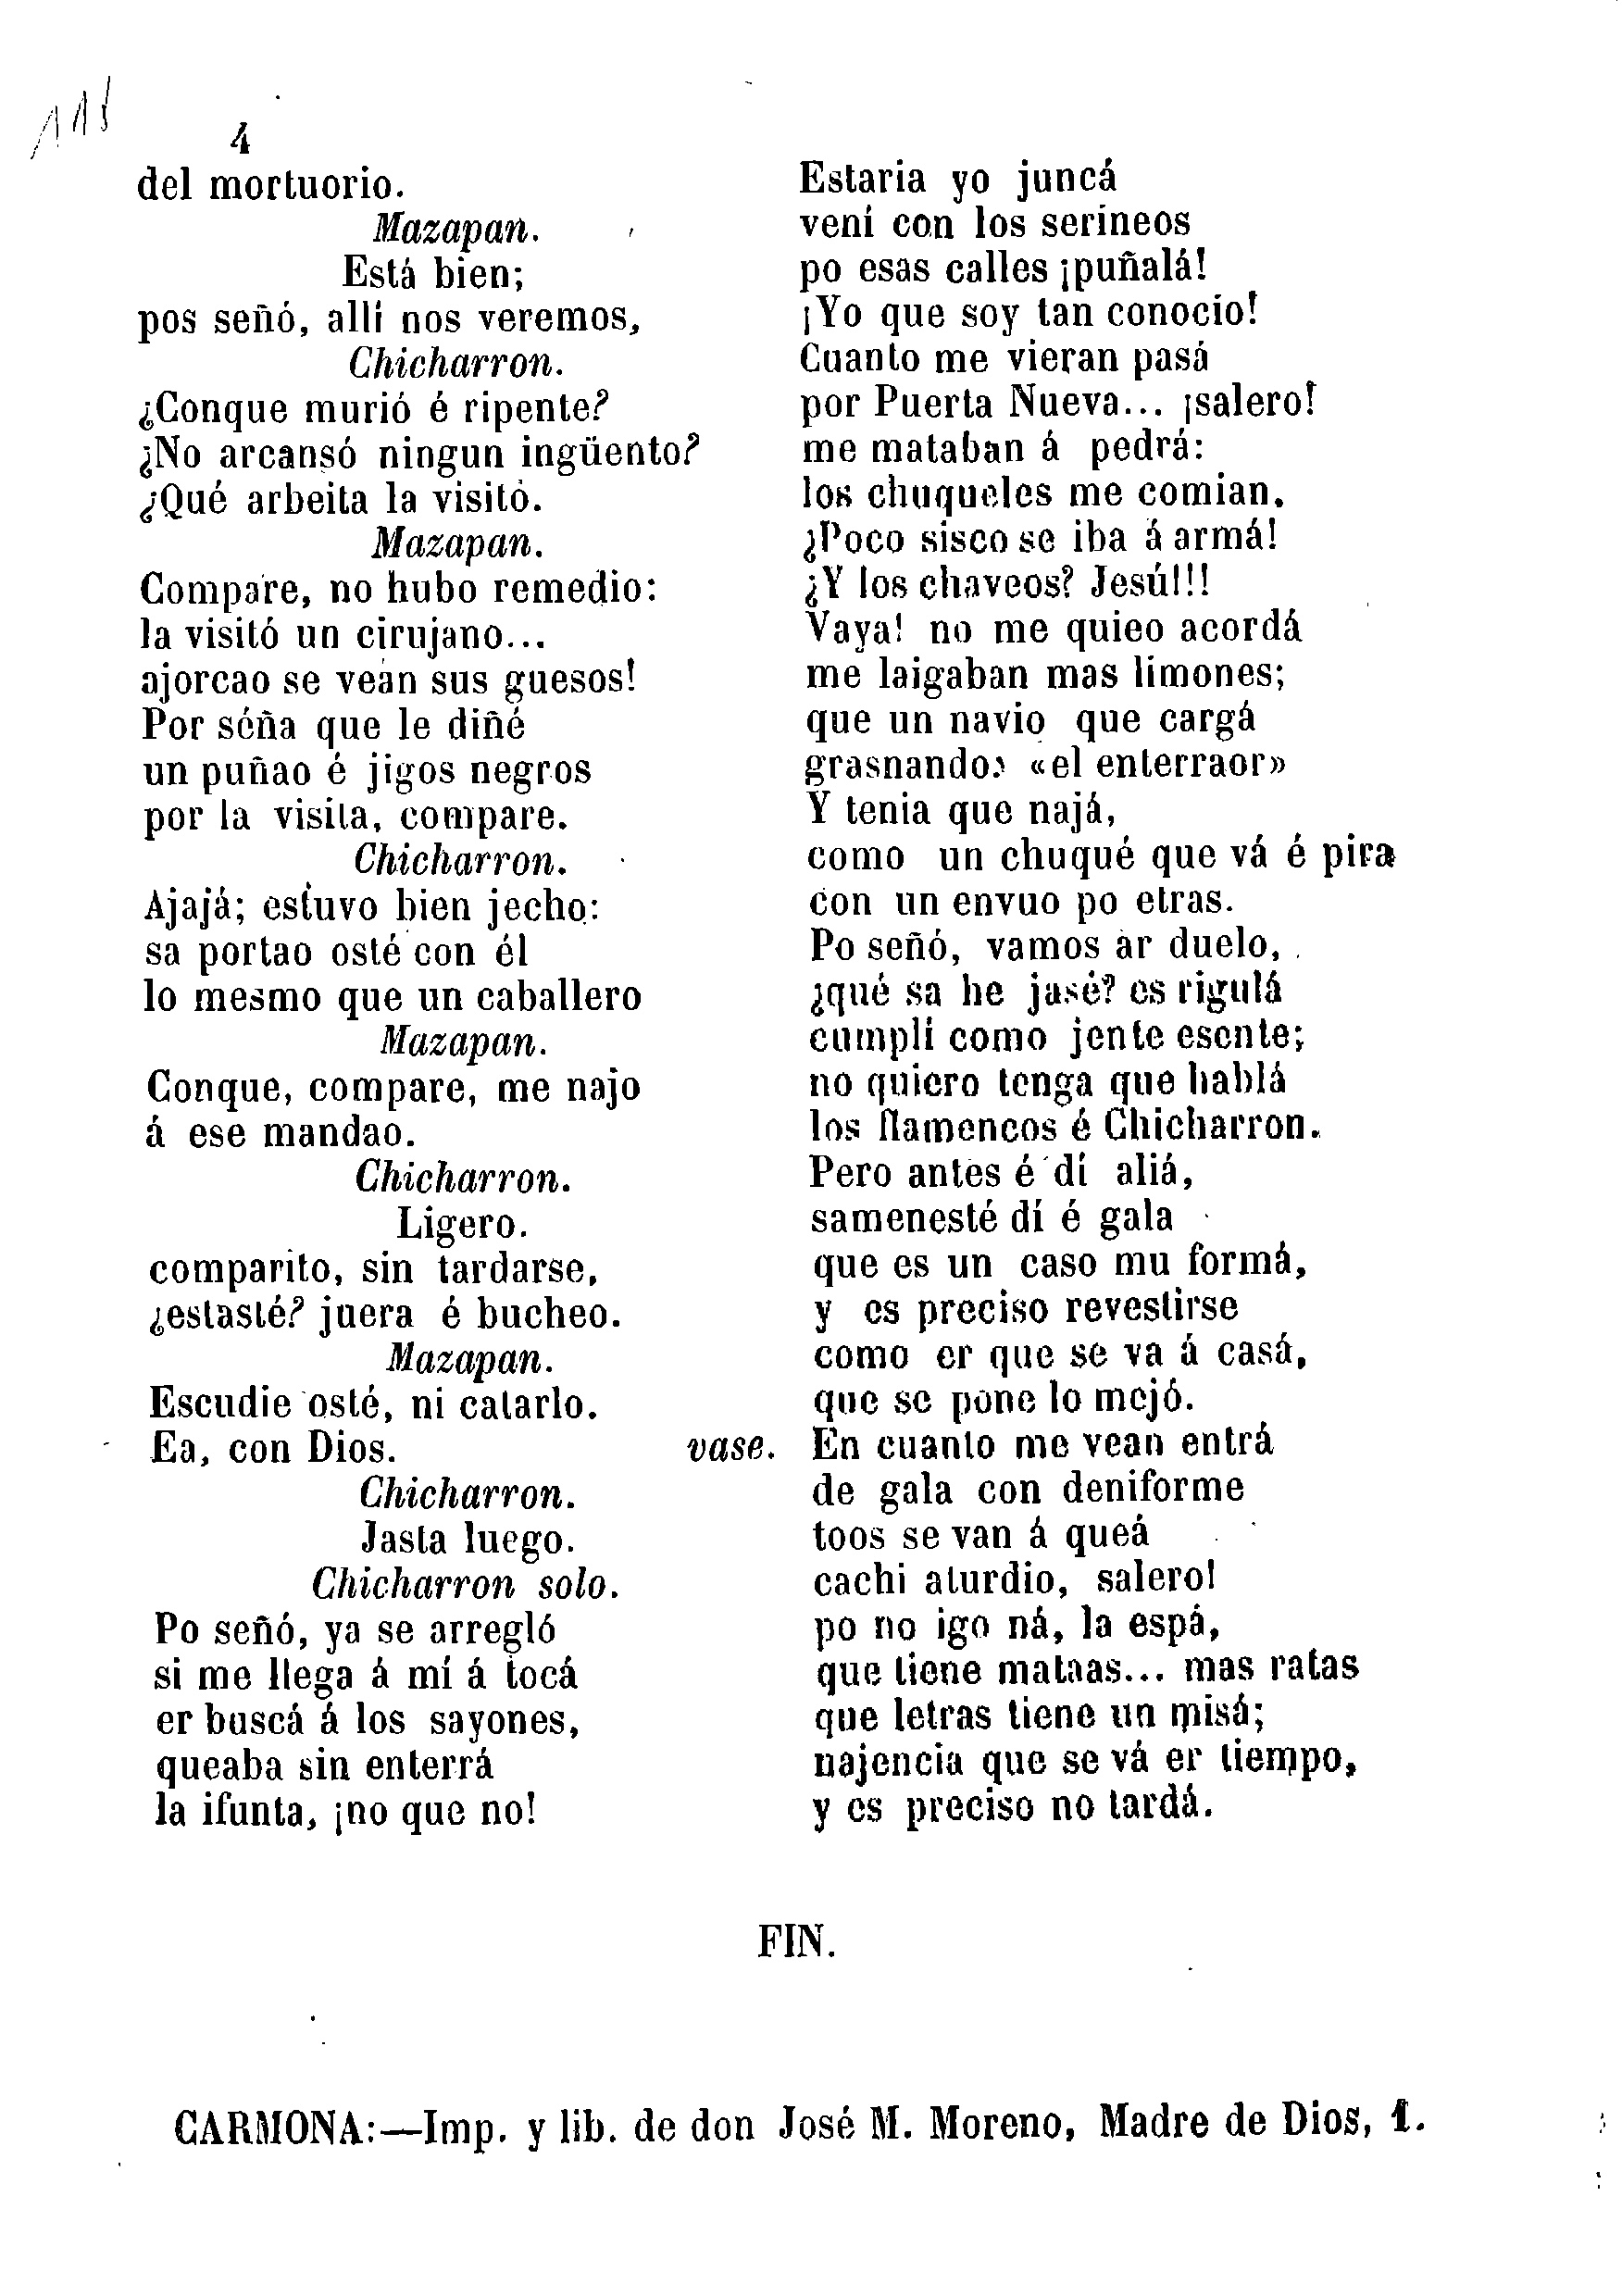 118
4
del mortuorio.
Mazapan.
Está bien;
pos señó, allí nos veremos,
Chicharron.
¿Conque murió é ripente?
¿No arcansó ningun ingüento?
¿Qué arbeita la visitó.
Mazapan.
Compare, no hubo remedio:
la visitó un cirujano...
ajorcao se vean sus guesos!
Por séña que le diñé
un puñao é jigos negros
por la visita, compare.
Chicharron.
Ajajá; estuvo bien jecho:
sa portao osté con él
lo mesmo que un caballero
Mazapan.
Conque, compare, me najo
á ese mandao.
Chicharron.
Ligero.
comparito, sin tardarse,
¿estasté? juera é bucheo.
Mazapan.
Escudie osté, ni catarlo.
Ea, con Dios. vase.
Chicharron.
Jasta luego.
Chicharron solo.
Po señó, ya se arregló
si me llega á mí á tocá
er buscá á los sayones,
queaba sin enterrá
la ifunta, ¡no que no!
Estaria yo juncá
vení con los serineos
po esas calles ¡puñalá!
¡Yo que soy tan conocio!
Cuanto me vieran pasá
por Puerta Nueva... ¡salero!
me mataban á pedrá:
los chuqueles me comian.
¿Poco sisco se iba á armá!
¿Y los chaveos? Jesú!!!
Vaya! no me quieo acordá
me laigaban mas limones;
que un navio que cargá
grasnando: «el enterraor»
Y tenia que najá,
como un chuqué que vá é pira
con un envuo po etras.
Po señó, vamos ar duelo,
¿qué sa he jasé? es rigulá
cumplí como jente esente;
no quiero tenga que hablá
los flamencos é Chicharron.
Pero antes é dí aliá,
samenesté dí é gala
que es un caso mu formá,
y es preciso revestirse
como er que se va á casá,
que se pone lo mejó.
En cuanto me vean entrá
de gala con deniforme
toos se van á queá
cachi aturdio, salero!
po no igo ná, la espá,
que tiene mataas... mas ratas
que letras tiene un misá;
najencia que se vá er tiempo,
y es preciso no tardá.
FIN.
CARMONA:—Imp. y lib. de don José M. Moreno, Madre de Dios, 1.